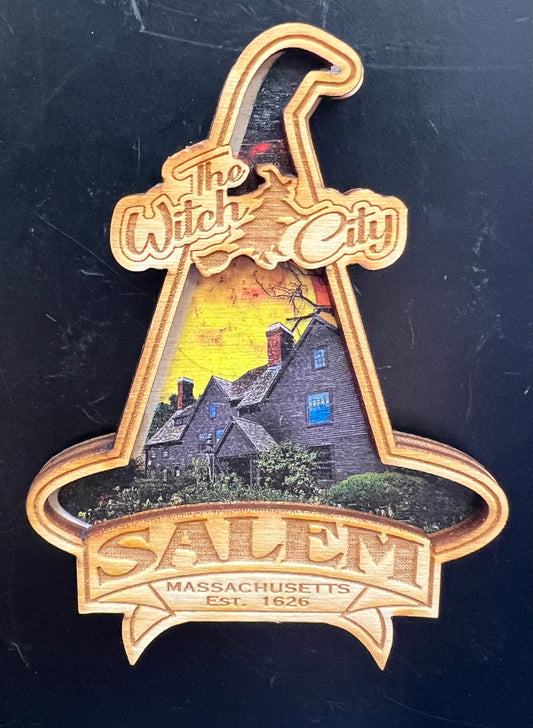 The
Witch City
SALEM
MASSACHUSETTS
EST. 1626